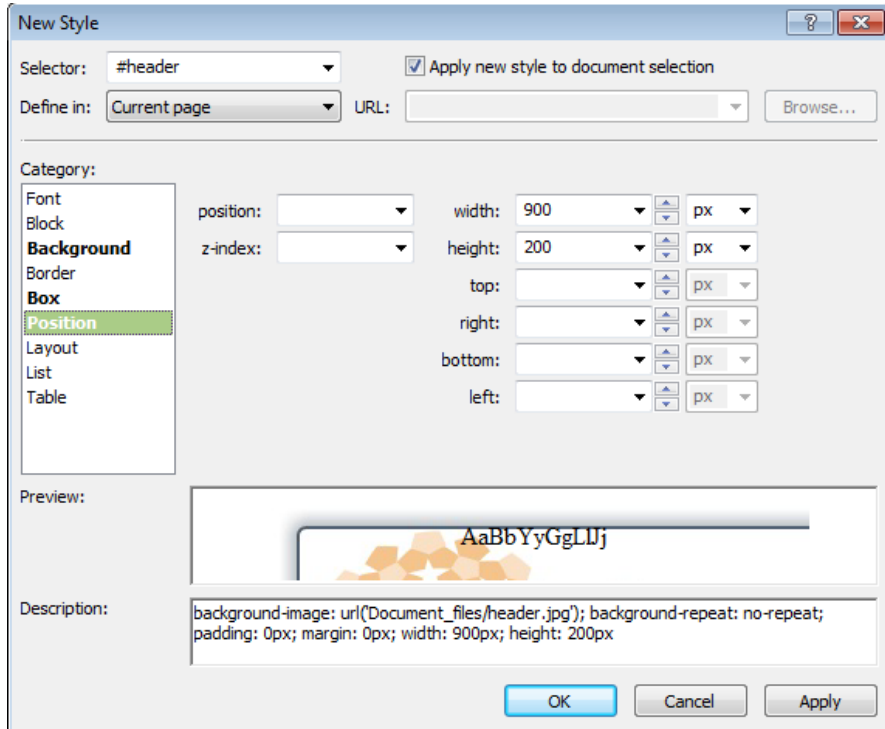 New Style
Selector: #header Apply new style to document selection
Define in: Current page URL: Browse...
Category:
Font
Block
Background
Border
Box
Position
Layout
List
Table
position: width: 900 px
z-index: height: 200 px
top: px
right: px
bottom: px
left: px
Preview:
AaBbYyGgLlJj
Description:
background-image: url('Document_files/header.jpg'); background-repeat: no-repeat;
padding: 0px; margin: 0px; width: 900px; height: 200px
OK Cancel Apply